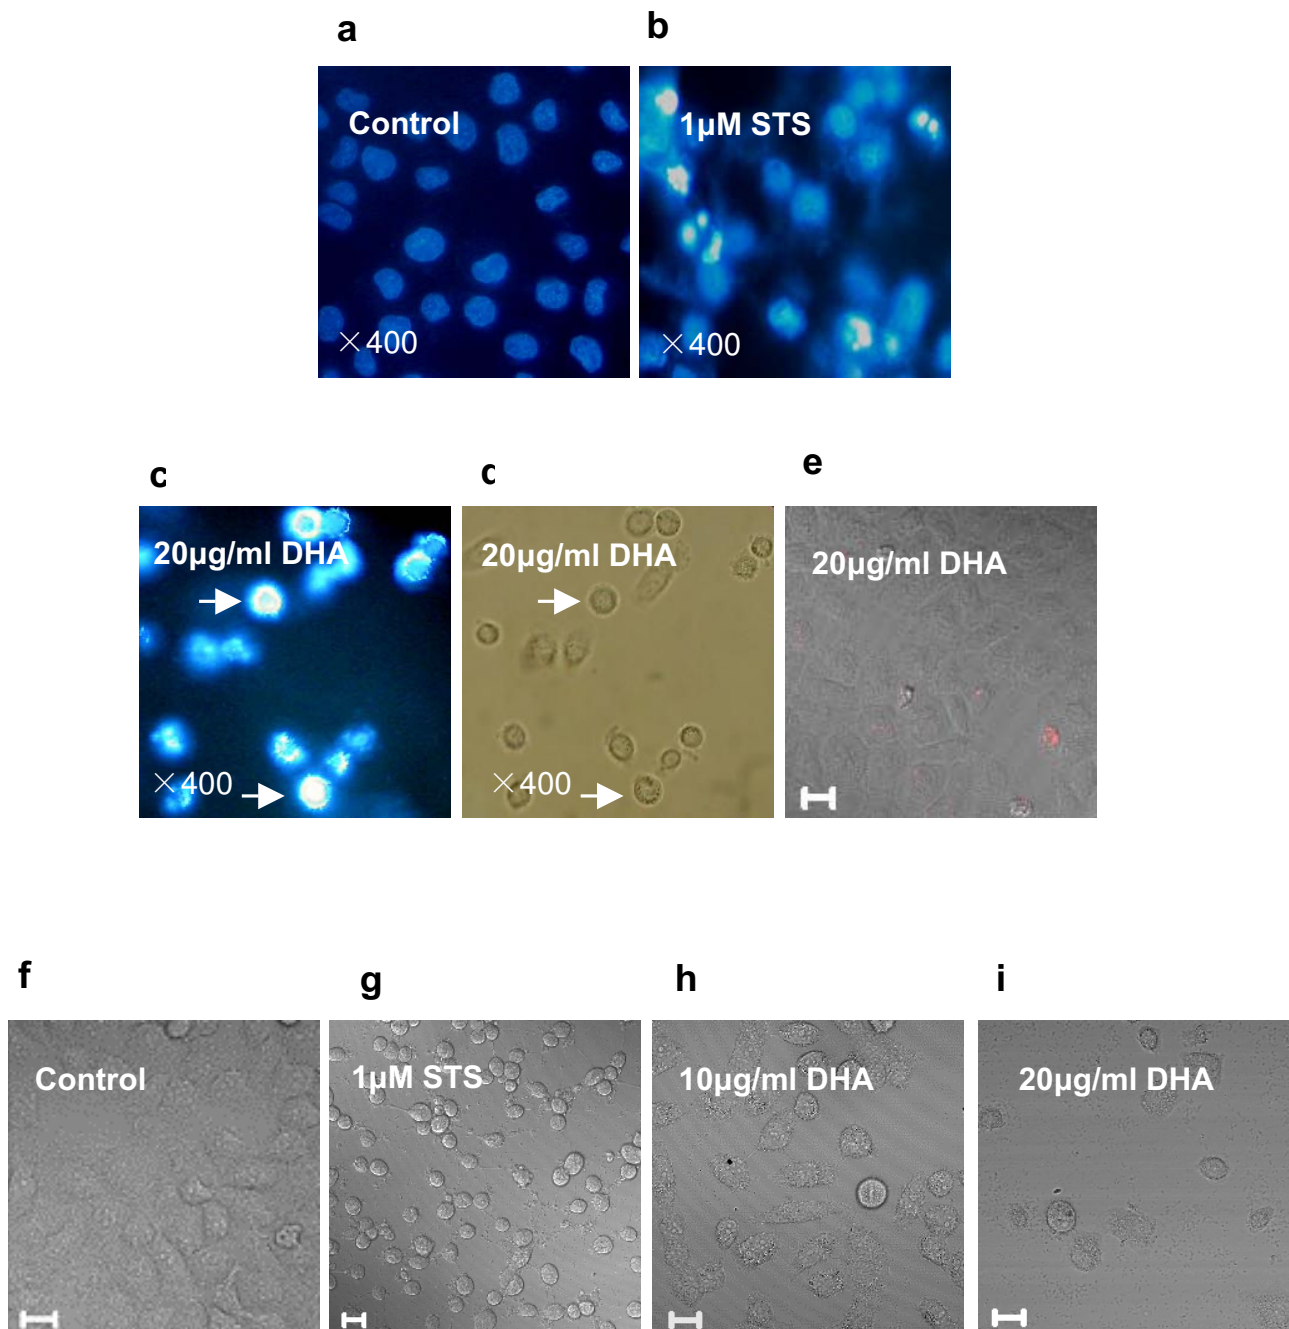 a
b
Control
1µM STS
×400
×400
c
d
e
20µg/ml DHA
20µg/ml DHA
20µg/ml DHA
×400
×400
f
g
h
i
Control
1µM STS
10µg/ml DHA
20µg/ml DHA